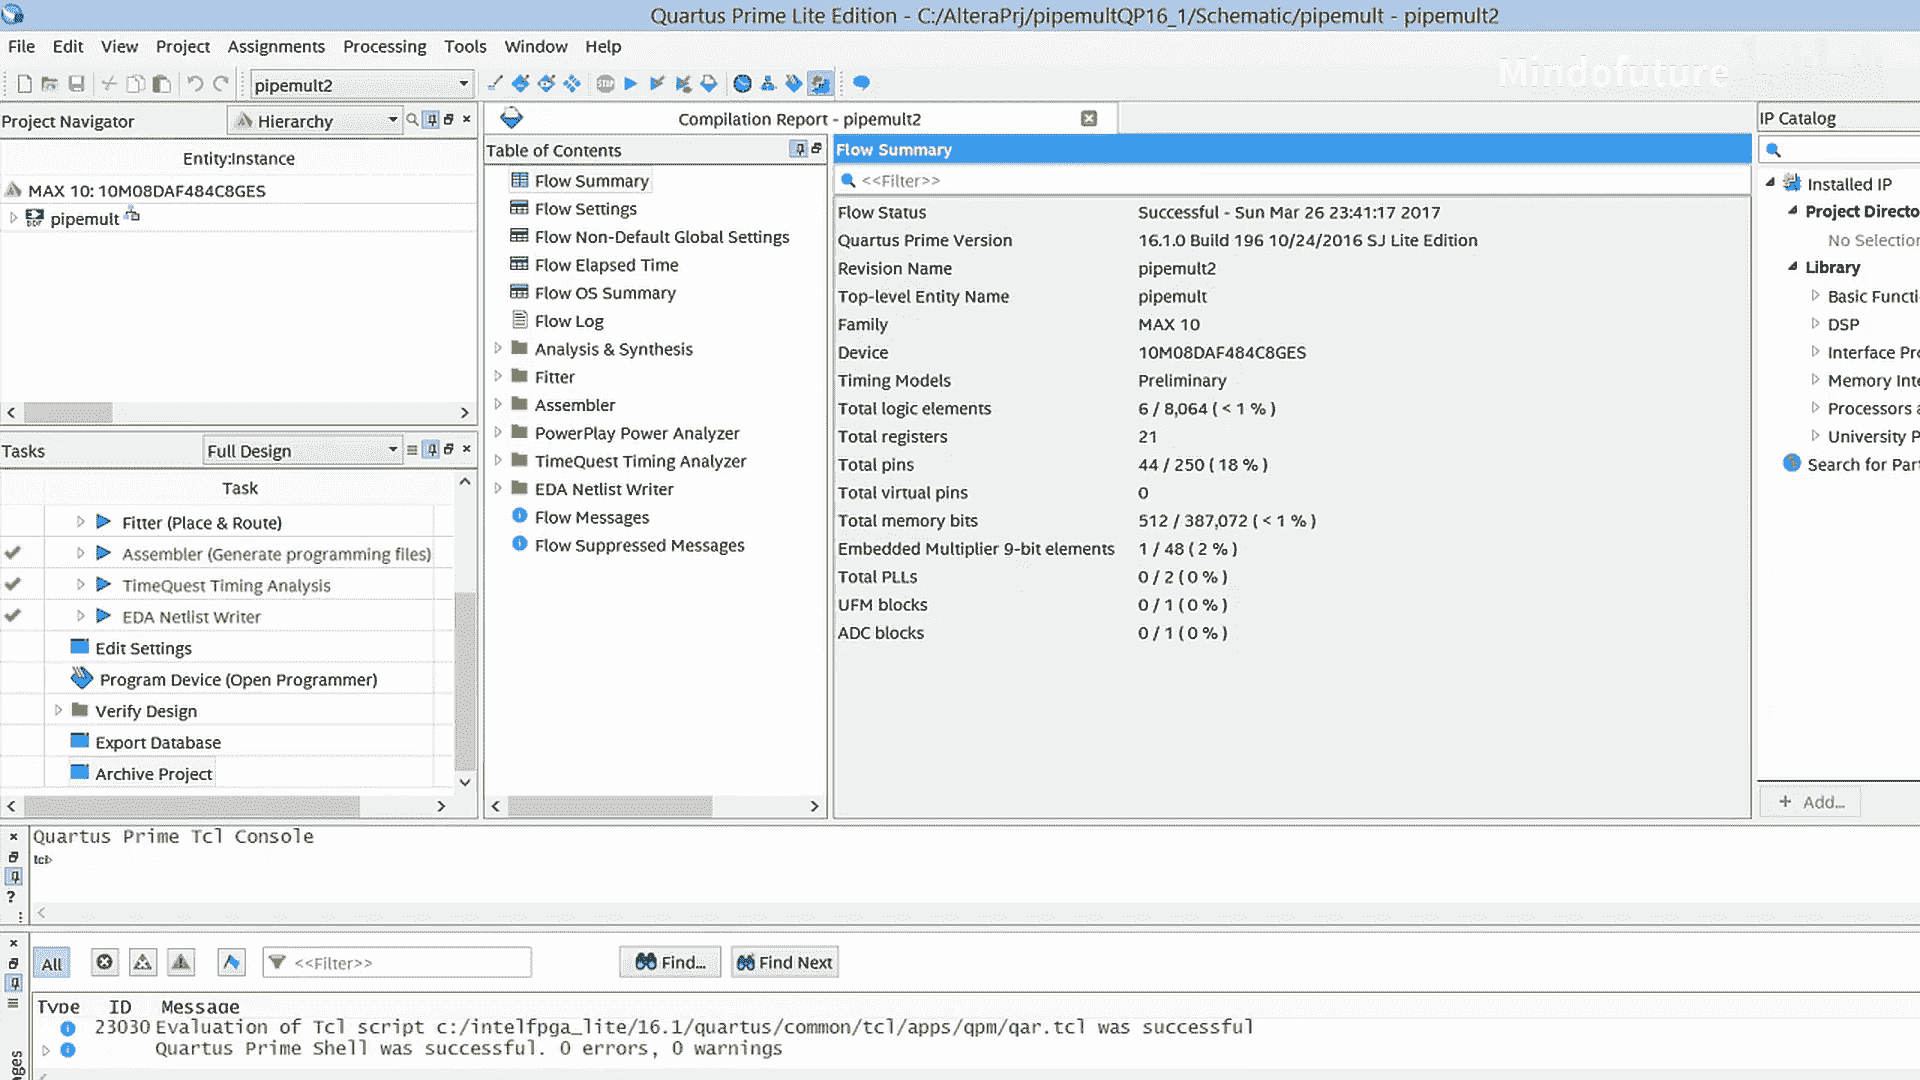 Quartus Prime Lite Edition - C:/AlteraPrj/pipemultQP16_1/Schematic/pipemult - pipemult2
File Edit View Project Assignments Processing Tools Window Help
Mindofuture
pipemult2
STOP
Project Navigator
Hierarchy
Entity:Instance
MAX 10: 10M08DAF484C8GES
BDF
pipemult
Tasks
Full Design
Task
Fitter (Place & Route)
Assembler (Generate programming files)
TimeQuest Timing Analysis
EDA Netlist Writer
Edit Settings
Program Device (Open Programmer)
Verify Design
Export Database
Archive Project
Compilation Report - pipemult2
Table of Contents
Flow Summary
Flow Settings
Flow Non-Default Global Settings
Flow Elapsed Time
Flow OS Summary
Flow Log
Analysis & Synthesis
Fitter
Assembler
PowerPlay Power Analyzer
TimeQuest Timing Analyzer
EDA Netlist Writer
Flow Messages
Flow Suppressed Messages
Flow Summary
<<Filter>>
Flow Status Successful - Sun Mar 26 23:41:17 2017
Quartus Prime Version 16.1.0 Build 196 10/24/2016 SJ Lite Edition
Revision Name pipemult2
Top-level Entity Name pipemult
Family MAX 10
Device 10M08DAF484C8GES
Timing Models Preliminary
Total logic elements 6 / 8,064 ( < 1 % )
Total registers 21
Total pins 44 / 250 ( 18 % )
Total virtual pins 0
Total memory bits 512 / 387,072 ( < 1 % )
Embedded Multiplier 9-bit elements 1 / 48 ( 2 % )
Total PLLs 0 / 2 ( 0 % )
UFM blocks 0 / 1 ( 0 % )
ADC blocks 0 / 1 ( 0 % )
IP Catalog
Installed IP
Project Directo
No Selection
Library
Basic Functi
DSP
Interface Pro
Memory Inte
Processors a
University P
Search for Part
+ Add...
Quartus Prime Tcl Console
tcl>
All
<<Filter>>
Find...
Find Next
Type ID Message
23030 Evaluation of Tcl script c:/intelfpga_lite/16.1/quartus/common/tcl/apps/qpm/qar.tcl was successful
Quartus Prime Shell was successful. 0 errors, 0 warnings
ages